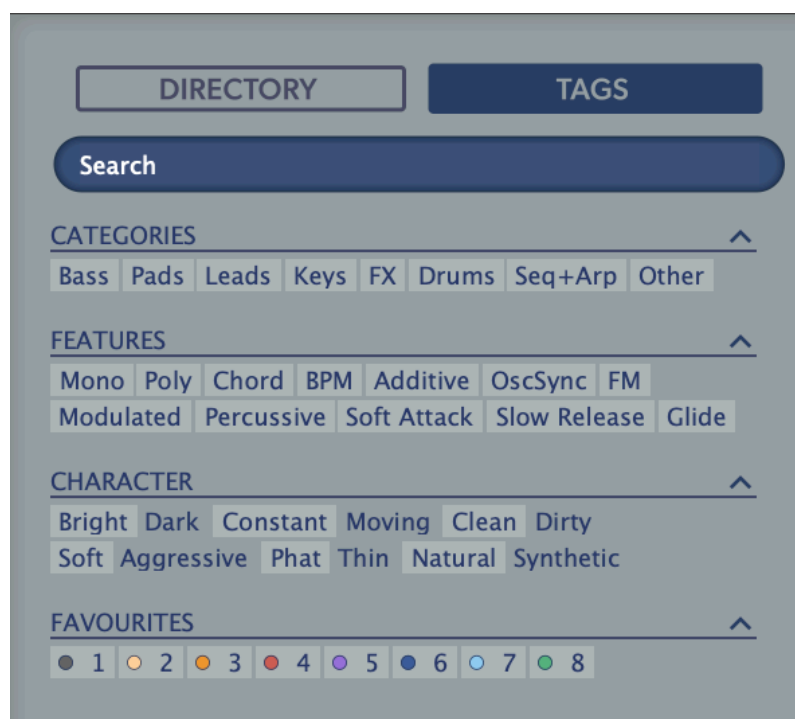 DIRECTORY TAGS
Search
CATEGORIES
Bass Pads Leads Keys FX Drums Seq+Arp Other
FEATURES
Mono Poly Chord BPM Additive OscSync FM
Modulated Percussive Soft Attack Slow Release Glide
CHARACTER
Bright Dark Constant Moving Clean Dirty
Soft Aggressive Phat Thin Natural Synthetic
FAVOURITES
1 2 3 4 5 6 7 8